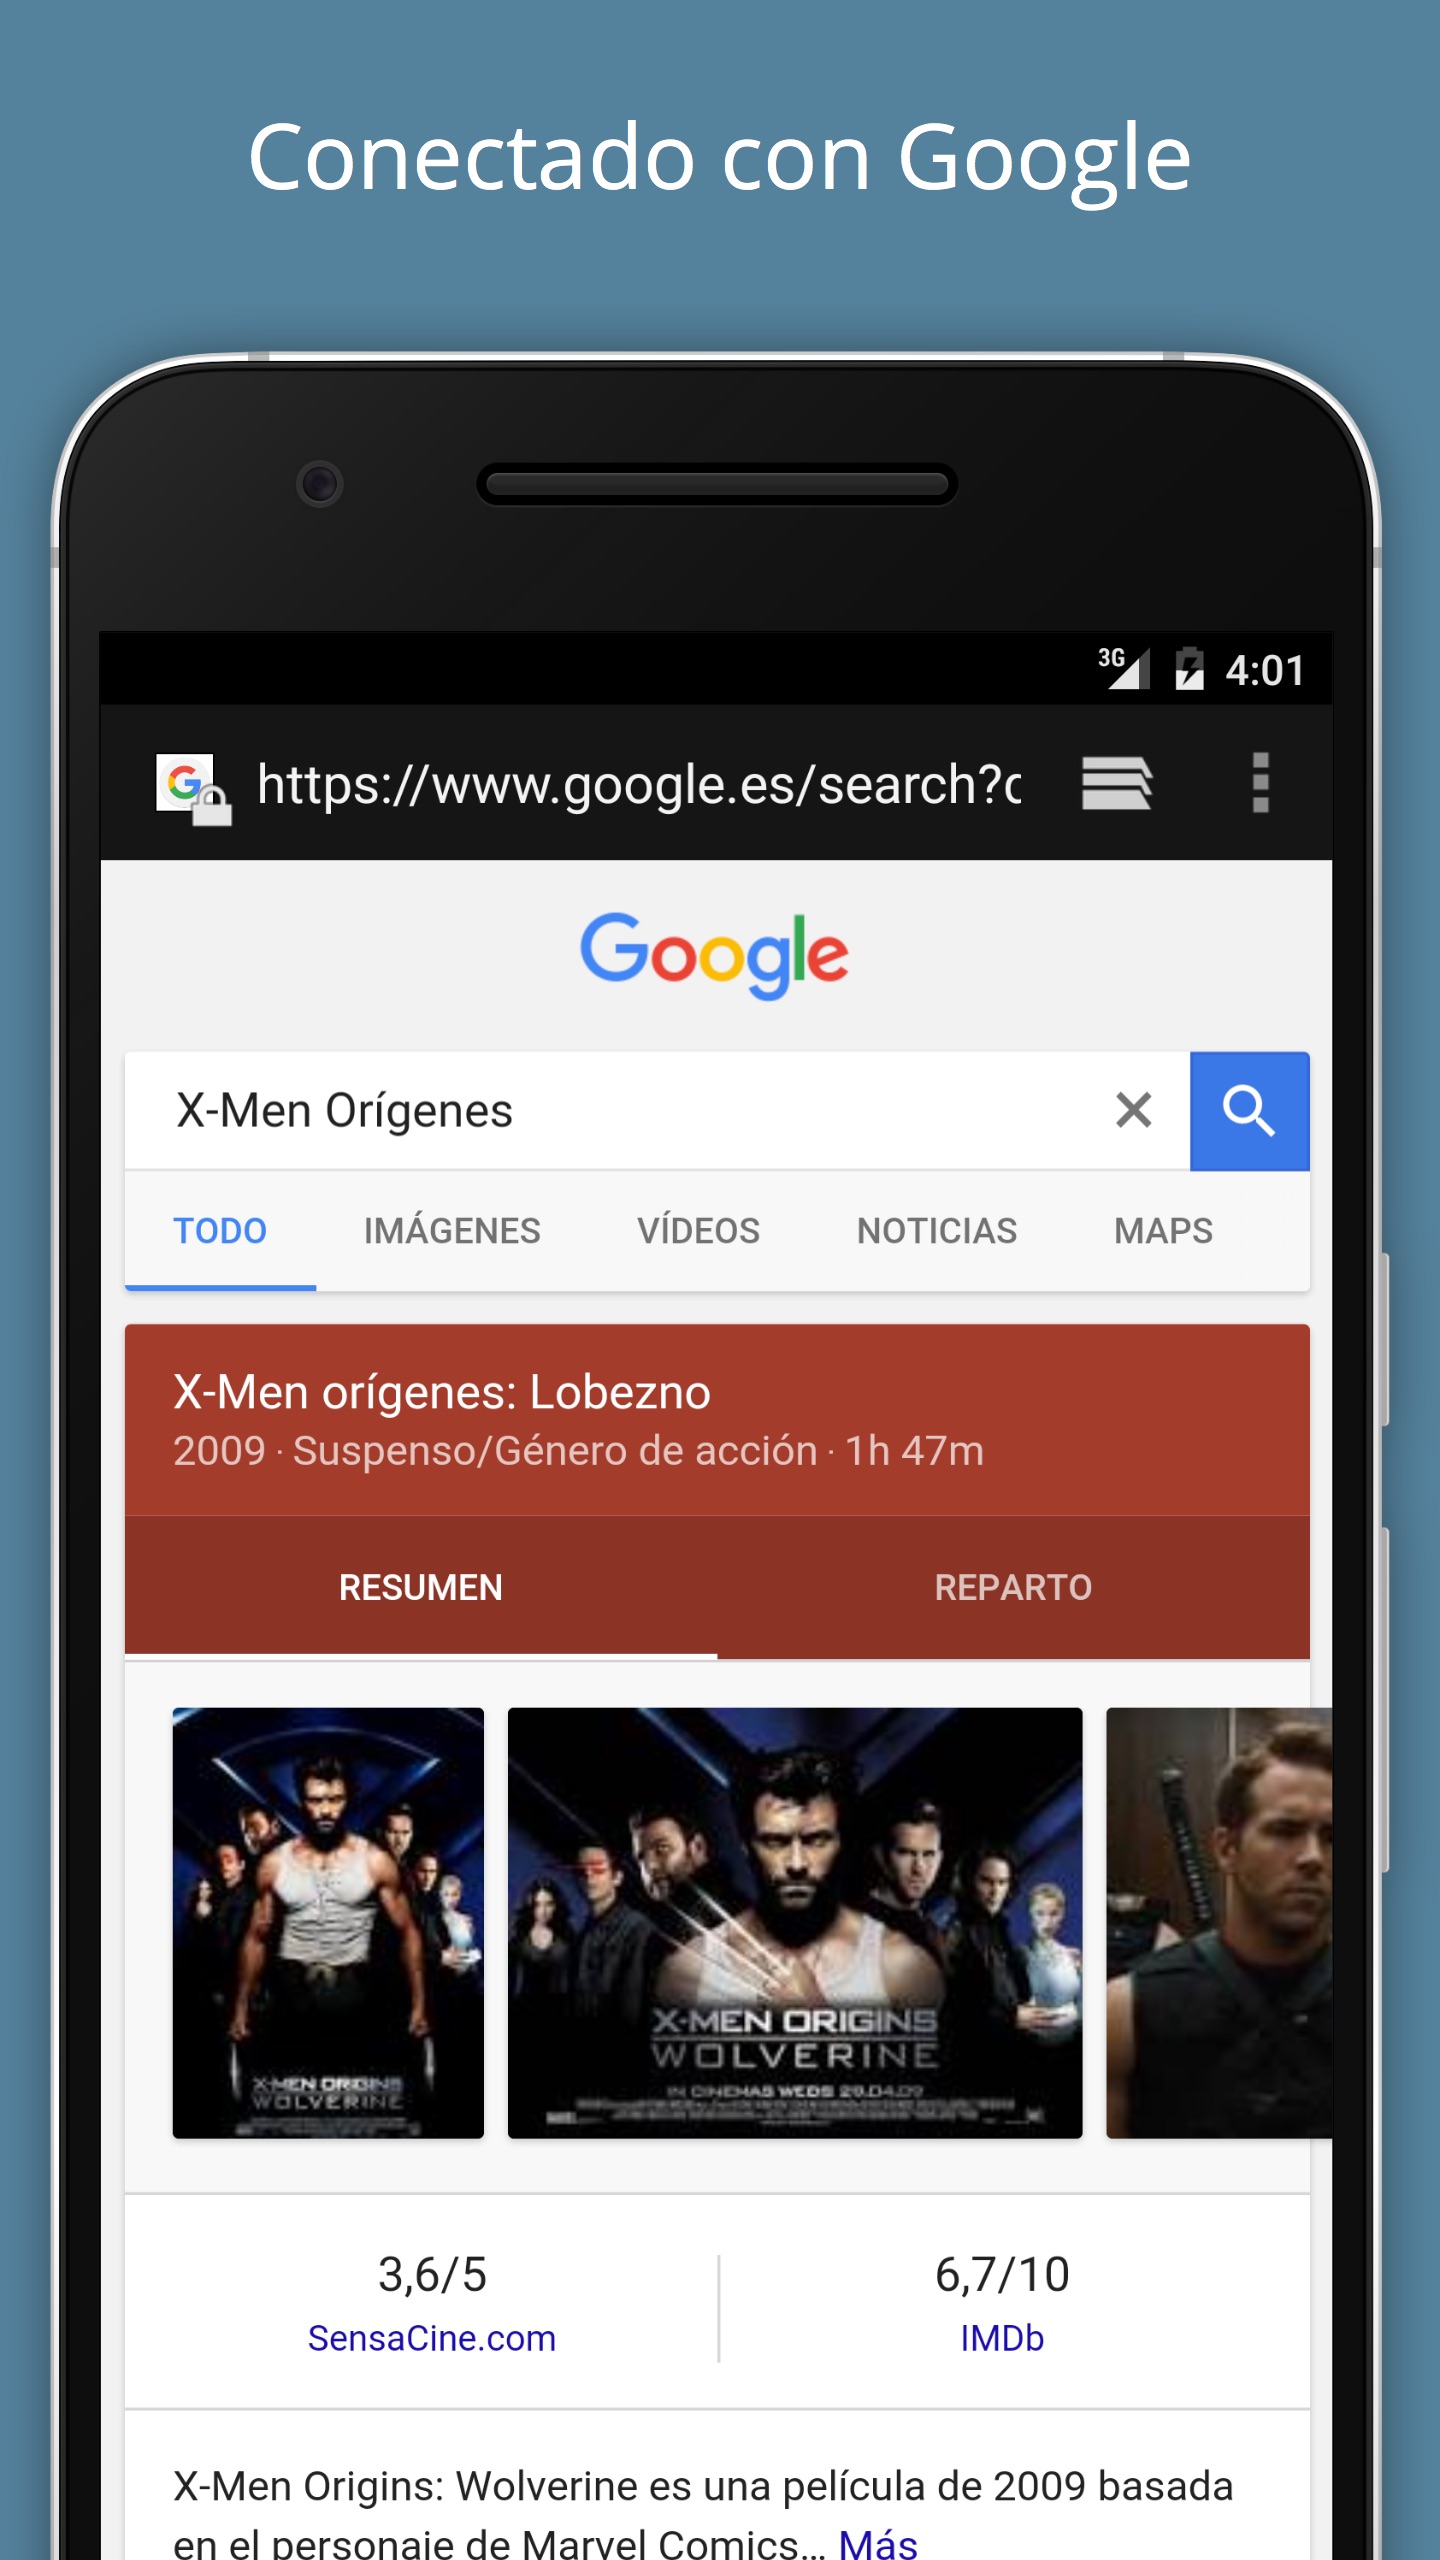 Conectado con Google
3G 4:01
https://www.google.es/search?
Google
X-Men Orígenes
TODO IMÁGENES VÍDEOS NOTICIAS MAPS
X-Men orígenes: Lobezno
2009 · Suspenso/Género de acción · 1h 47m
RESUMEN REPARTO
X-MEN ORIGINS
WOLVERINE
X-MEN ORIGINS
WOLVERINE
IN CINEMAS WEDS 29.04.09
3,6/5 6,7/10
SensaCine.com IMDb
X-Men Origins: Wolverine es una película de 2009 basada
en el personaje de Marvel Comics... Más